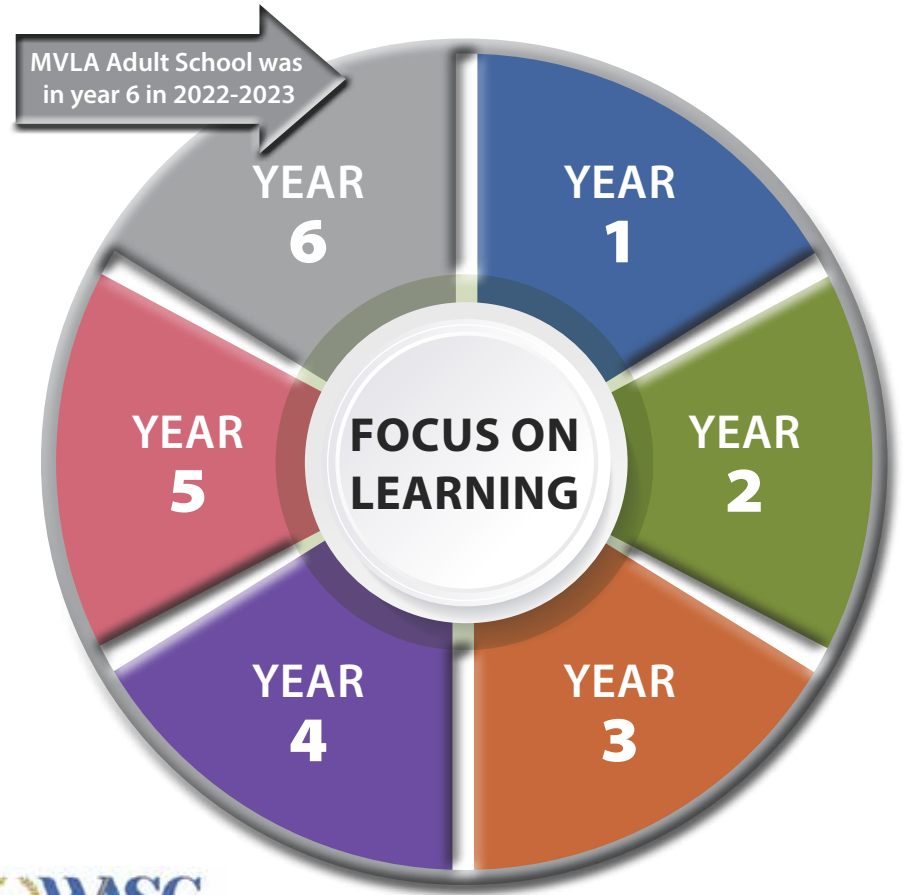 MVLA Adult School was
in year 6 in 2022-2023
YEAR
6
YEAR
1
YEAR
5
FOCUS ON
LEARNING
YEAR
2
YEAR
4
YEAR
3
WASC